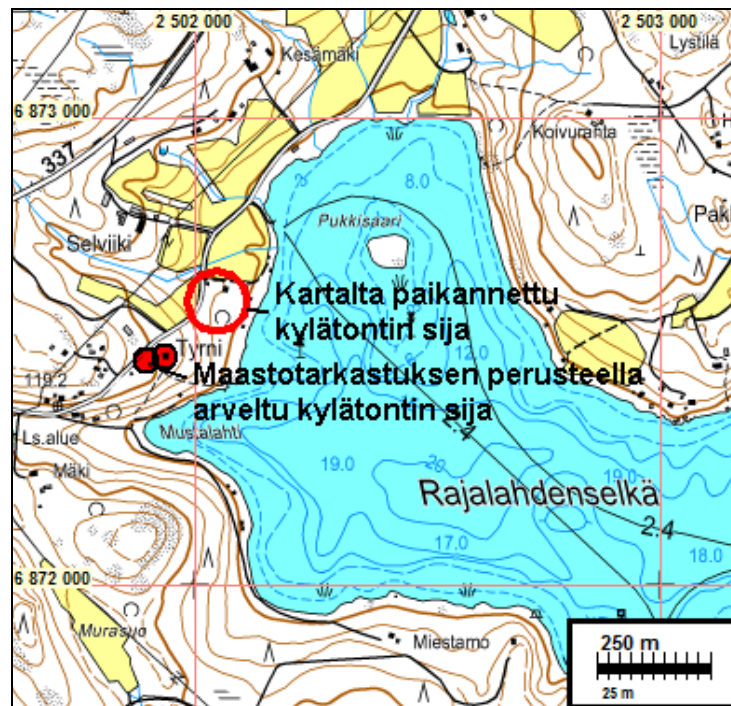 2 502 000
2 503 000
Kesämäki
Lystilä
6 873 000
Koivuranta
337
8.0
Pukkisaari
Selviiki
Kartalta paikannettu
kylätontin sija
Tyrni
12.0
119.2
Maastotarkastuksen perusteella
arveltu kylätontin sija
Mustalahti
2.4
Ls.alue
Mäki
19.0
20
19.0
Rajalahdenselkä
2.4
17.0
18.0
6 872 000
Murasuo
Miestamo
250 m
25 m